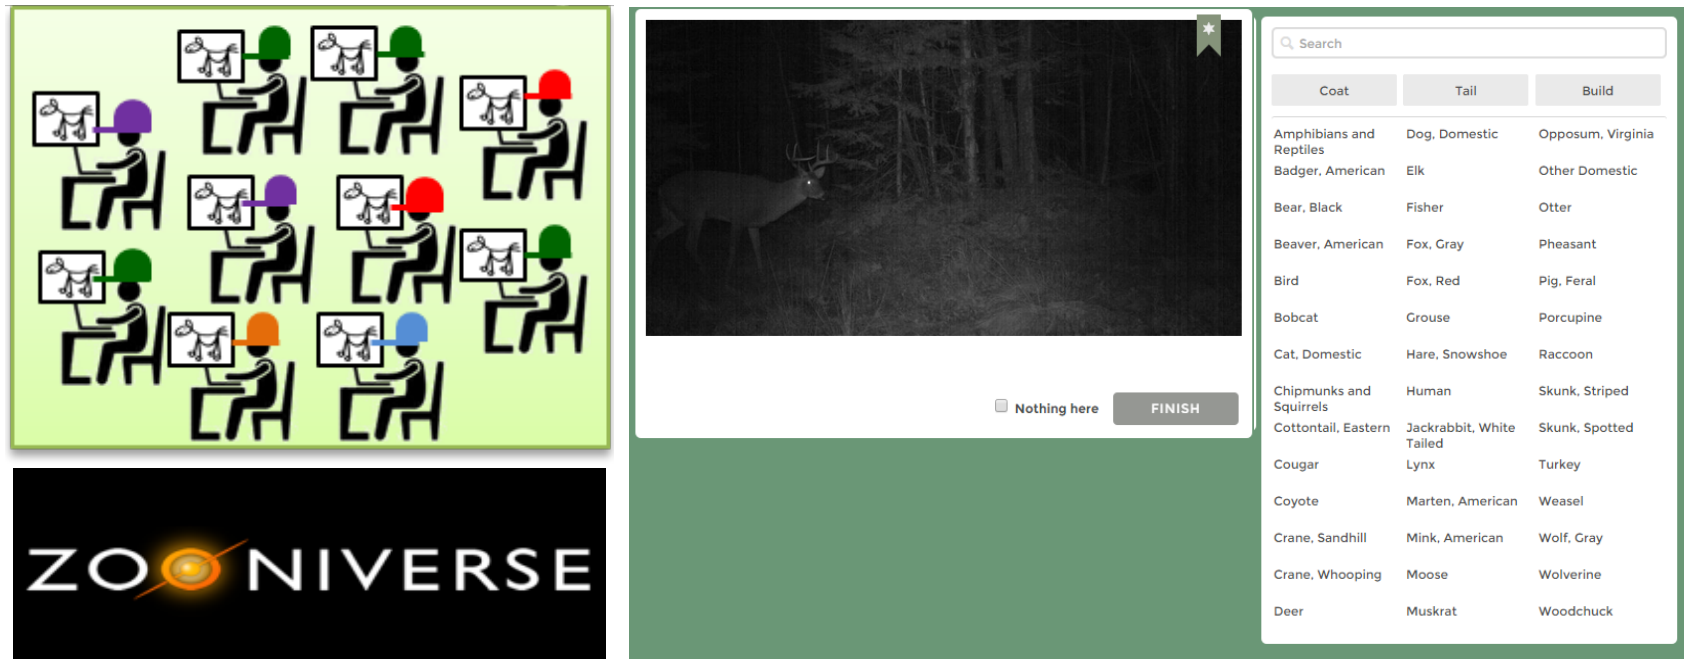 ZOONIVERSE
Nothing here
FINISH
Search
Coat Tail Build
Amphibians and
Reptiles
Badger, American
Bear, Black
Beaver, American
Bird
Bobcat
Cat, Domestic
Chipmunks and
Squirrels
Cottontail, Eastern
Cougar
Coyote
Crane, Sandhill
Crane, Whooping
Deer
Dog, Domestic
Elk
Fisher
Fox, Gray
Fox, Red
Grouse
Hare, Snowshoe
Human
Jackrabbit, White
Tailed
Lynx
Marten, American
Mink, American
Moose
Muskrat
Opposum, Virginia
Other Domestic
Otter
Pheasant
Pig, Feral
Porcupine
Raccoon
Skunk, Striped
Skunk, Spotted
Turkey
Weasel
Wolf, Gray
Wolverine
Woodchuck